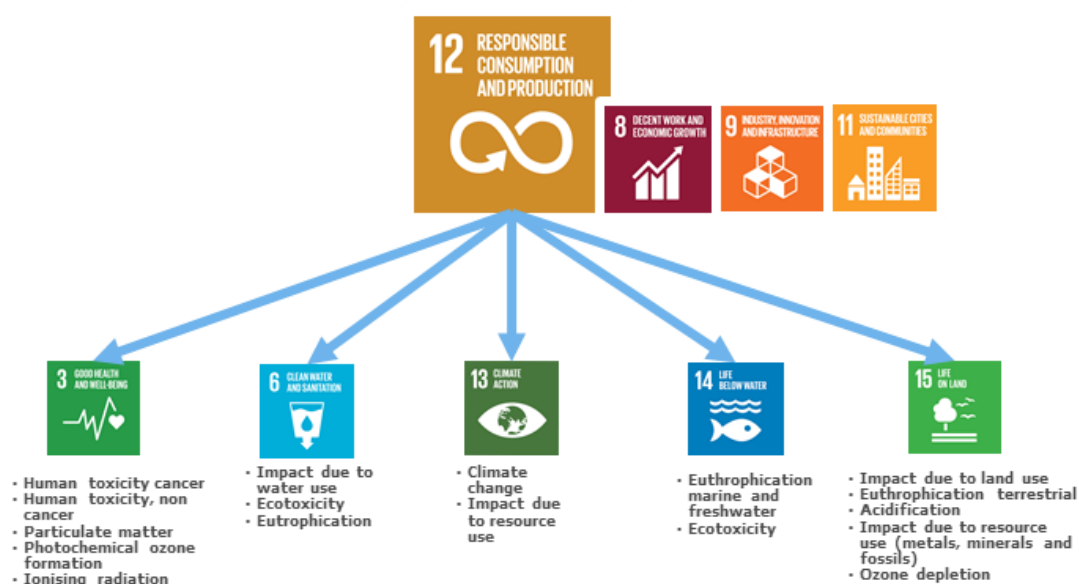 12 RESPONSIBLE
CONSUMPTION
AND PRODUCTION
8 DECENT WORK AND
ECONOMIC GROWTH
9 INDUSTRY, INNOVATION
AND INFRASTRUCTURE
11 SUSTAINABLE CITIES
AND COMMUNITIES
3 GOOD HEALTH
AND WELL-BEING
• Human toxicity cancer
• Human toxicity, non
cancer
• Particulate matter
• Photochemical ozone
formation
• Ionising radiation
6 CLEAN WATER
AND SANITATION
• Impact due to
water use
• Ecotoxicity
• Eutrophication
13 CLIMATE
ACTION
• Climate
change
• Impact due
to resource
use
14 LIFE
BELOW WATER
• Euthrophication
marine and
freshwater
• Ecotoxicity
15 LIFE
ON LAND
• Impact due to land use
• Euthrophication terrestrial
• Acidification
• Impact due to resource
use (metals, minerals and
fossils)
• Ozone depletion